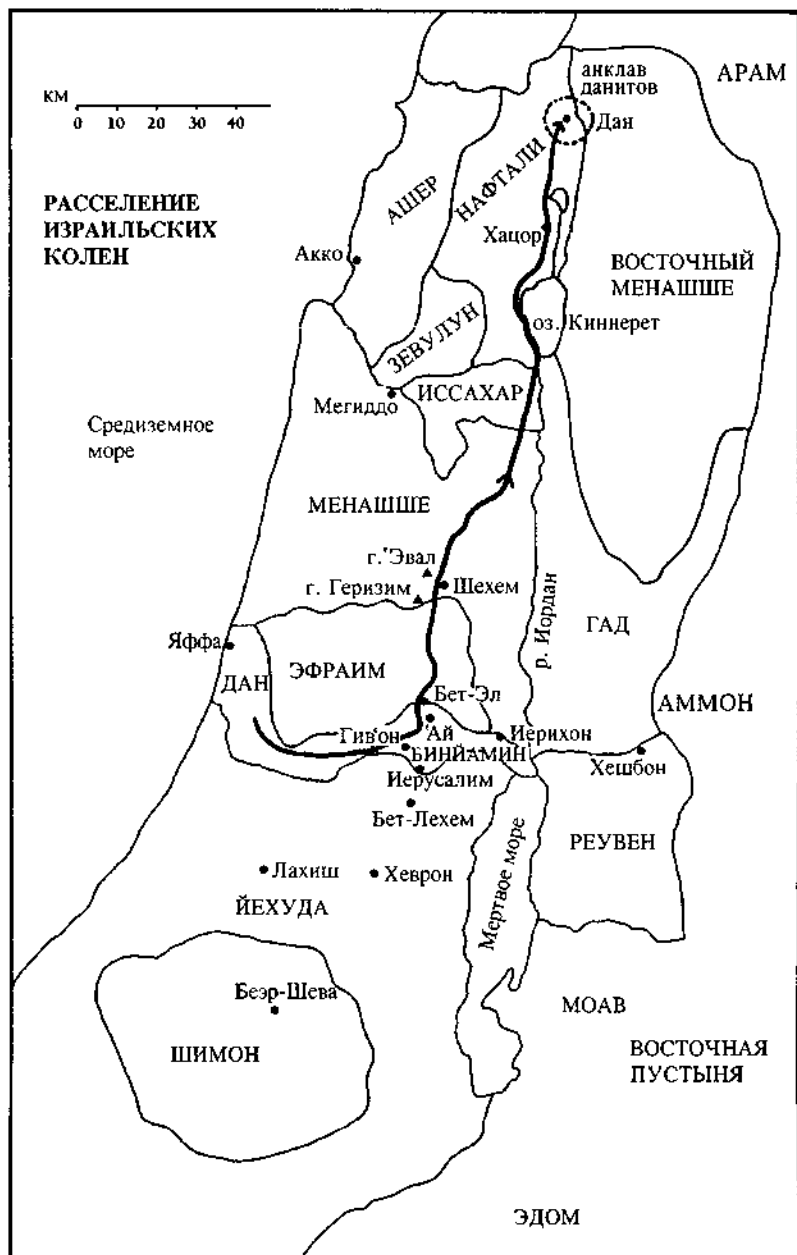 АРАМ
анклав
данитов
Дан
КМ
0 10 20 30 40
РАССЕЛЕНИЕ
ИЗРАИЛЬСКИХ
КОЛЕН
АШЕР
НАФТАЛИ
Хацор
Акко
ВОСТОЧНЫЙ
МЕНАШШЕ
оз. Киннерет
ЗЕВУЛУН
ИССАХАР
Мегиддо
Средиземное
море
МЕНАШШЕ
г. 'Эвал
Шехем
г. Геризим
ГАД
р. Иордан
Яффа
ДАН
ЭФРАИМ
Бет-Эл
АММОН
'Ай
Гив'он
Иерихон
БИНЙАМИН
Хешбон
Иерусалим
Бет-Лехем
РЕУВЕН
Мертвое море
Лахиш
Хеврон
ЙЕХУДА
Беэр-Шева
ШИМОН
МОАВ
ВОСТОЧНАЯ
ПУСТЫНЯ
ЭДОМ